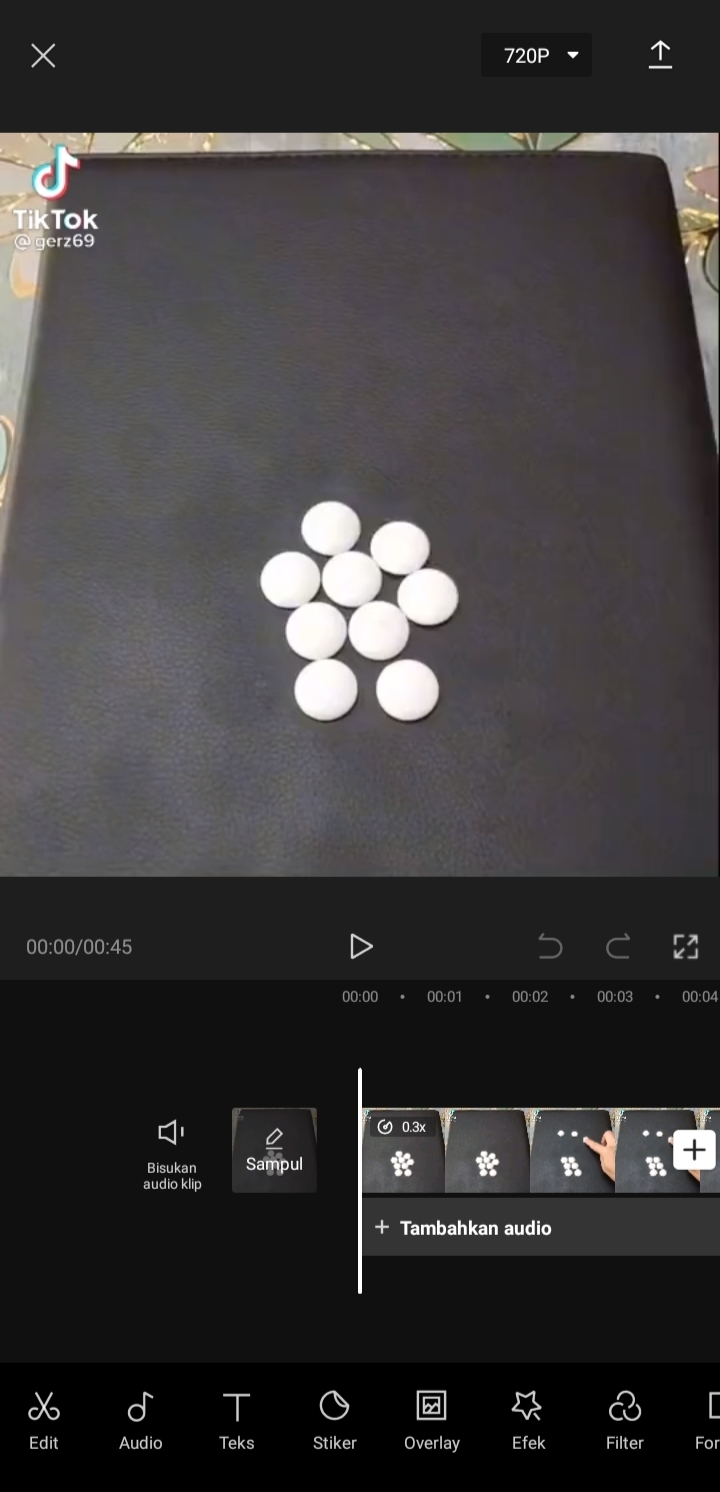 720P
TikTok
@gerz69
00:00/00:45
00:00 • 00:01 • 00:02 • 00:03 • 00:04
0.3x
Bisukan
audio klip
Sampul
+ Tambahkan audio
Edit
Audio
Teks
Stiker
Overlay
Efek
Filter